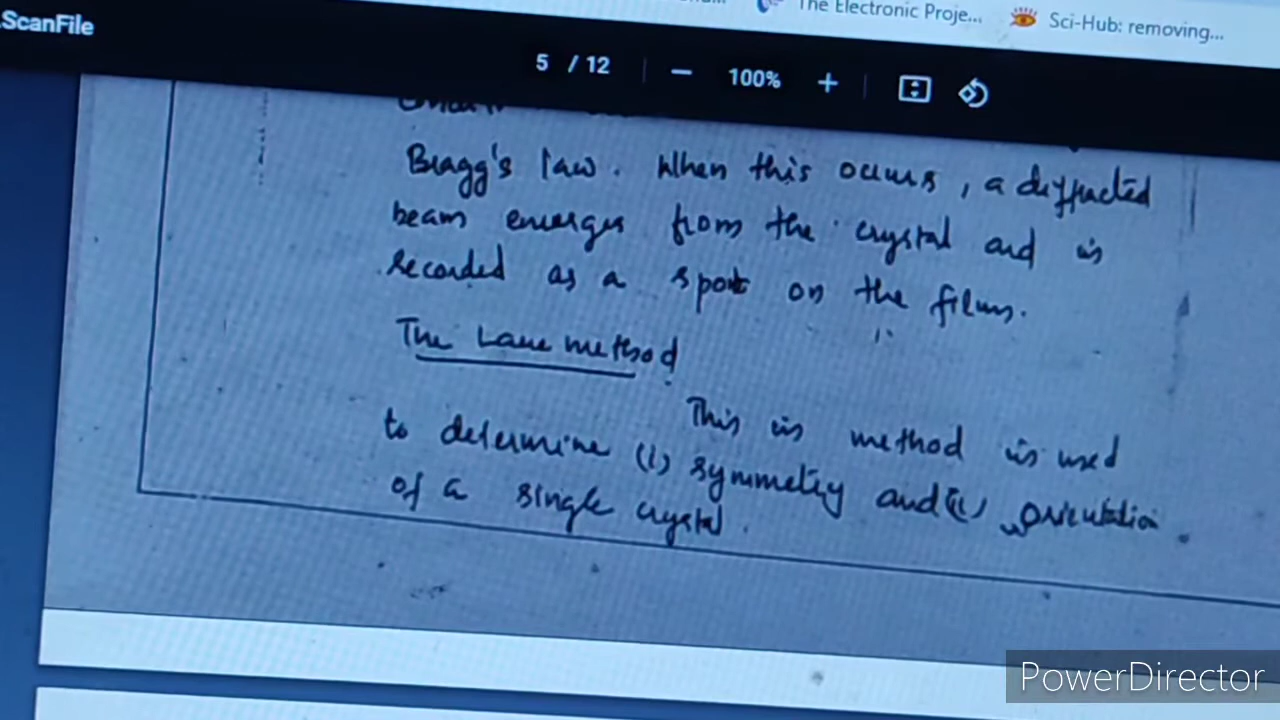 ScanFile
The Electronic Proje...
Sci-Hub: removing...
5 / 12
100%
Bragg's law. When this occurs, a diffracted
beam emerges from the crystal and is
recorded as a spot on the films.
The Laue method
This is method is used
to determine (i) symmetry and (ii) orientation
of a single crystal.
PowerDirector